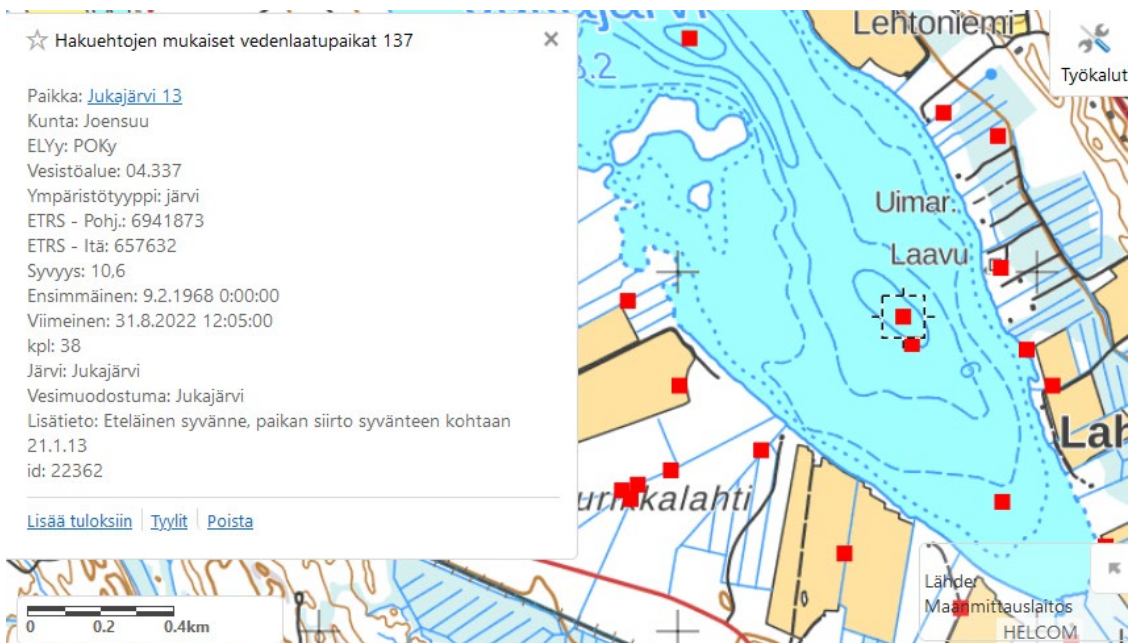 Hakuehtojen mukaiset vedenlaatupaikat 137
Paikka: Jukajärvi 13
Kunta: Joensuu
ELYy: POKy
Vesistöalue: 04.337
Ympäristötyyppi: järvi
ETRS - Pohj.: 6941873
ETRS - Itä: 657632
Syvyys: 10,6
Ensimmäinen: 9.2.1968 0:00:00
Viimeinen: 31.8.2022 12:05:00
kpl: 38
Järvi: Jukajärvi
Vesimuodostuma: Jukajärvi
Lisätieto: Eteläinen syvänne, paikan siirto syvänteen kohtaan
21.1.13
id: 22362
Lisää tuloksiin Tyylit Poista
0 0.2 0.4km
Lehtoniemi
Työkalut
3.2
Uimar.
Laavu
6
Lah
kalahti
Lähde:
Maanmittauslaitos
HELCOM